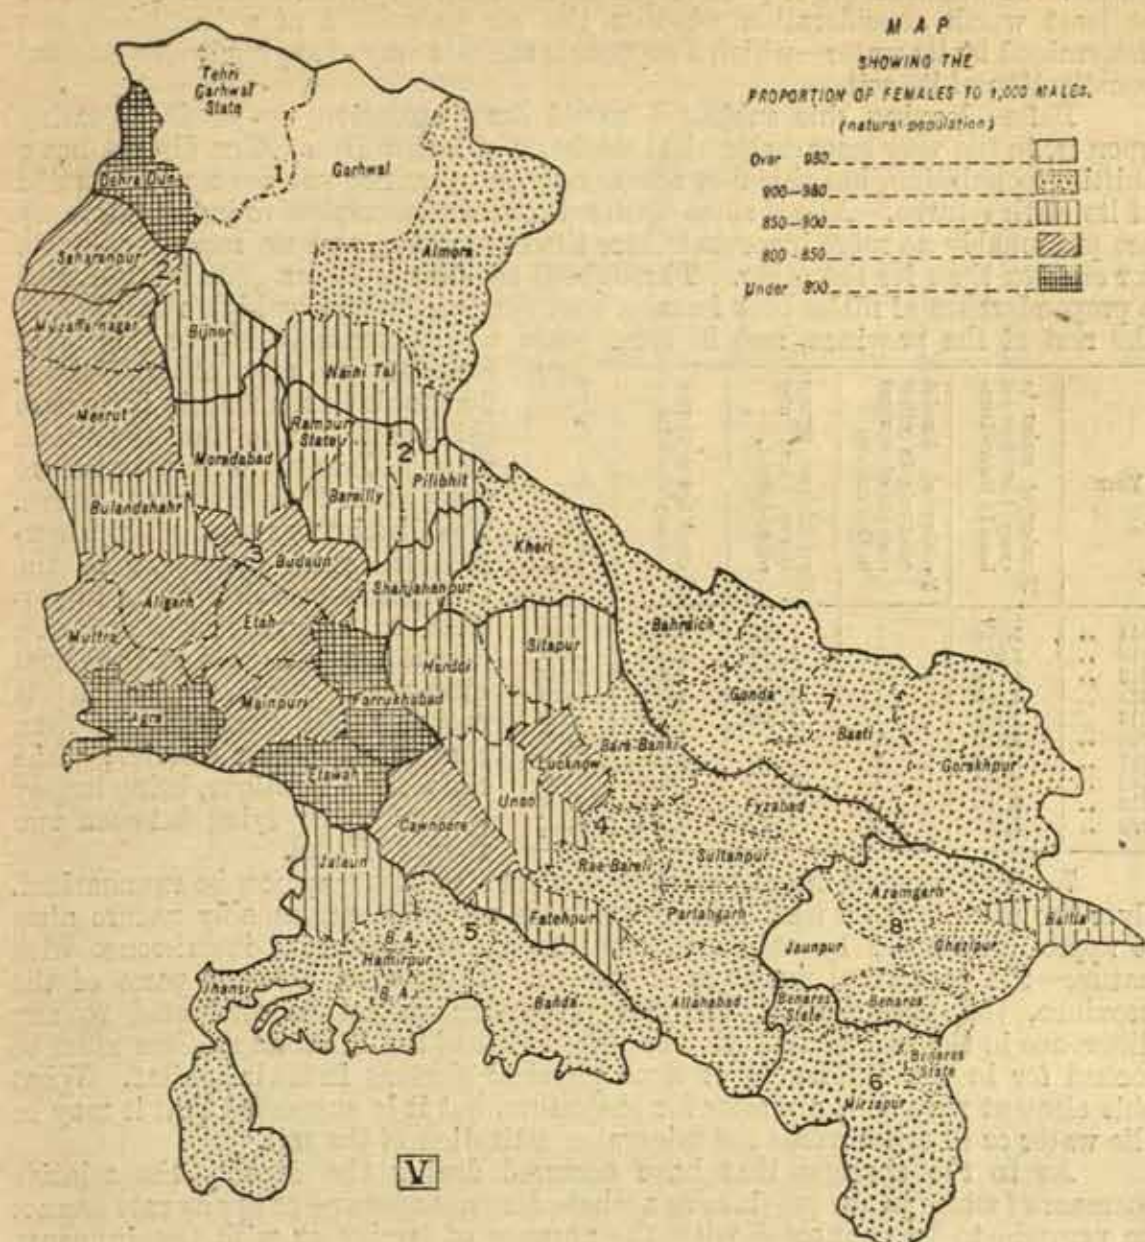 MAP
SHOWING THE
PROPORTION OF FEMALES TO 1,000 MALES.
(natural population)
Over 980
900—980
850—900
800—850
Under 800
Tehri
Garhwal
State
1
Garhwal
Dehra Dun
Almora
Saharanpur
2
Muzaffarnagar
Bijnor
Naini Tal
Meerut
Moradabad
Rampur
State
2
Bareilly
Pilibhit
Bulandshahr
3
Budaun
Kheri
Shahjahanpur
Aligarh
Etah
Muttra
Bahraich
Sitapur
Hardoi
Gonda
7
Mainpuri
Farrukhabad
Basti
Agra
Bara Banki
Gorakhpur
Lucknow
Etawah
Unao
Fyzabad
4
Cawnpore
Sultanpur
Jalaun
Rae Bareli
Azamgarh
Partabgarh
Fatehpur
Ballia
5
8
B.A.
Jaunpur
Ghazipur
Hamirpur
Jhansi
B.A.
Banda
Allahabad
Benares
State
Benares
Benares
State
6
Mirzapur
V